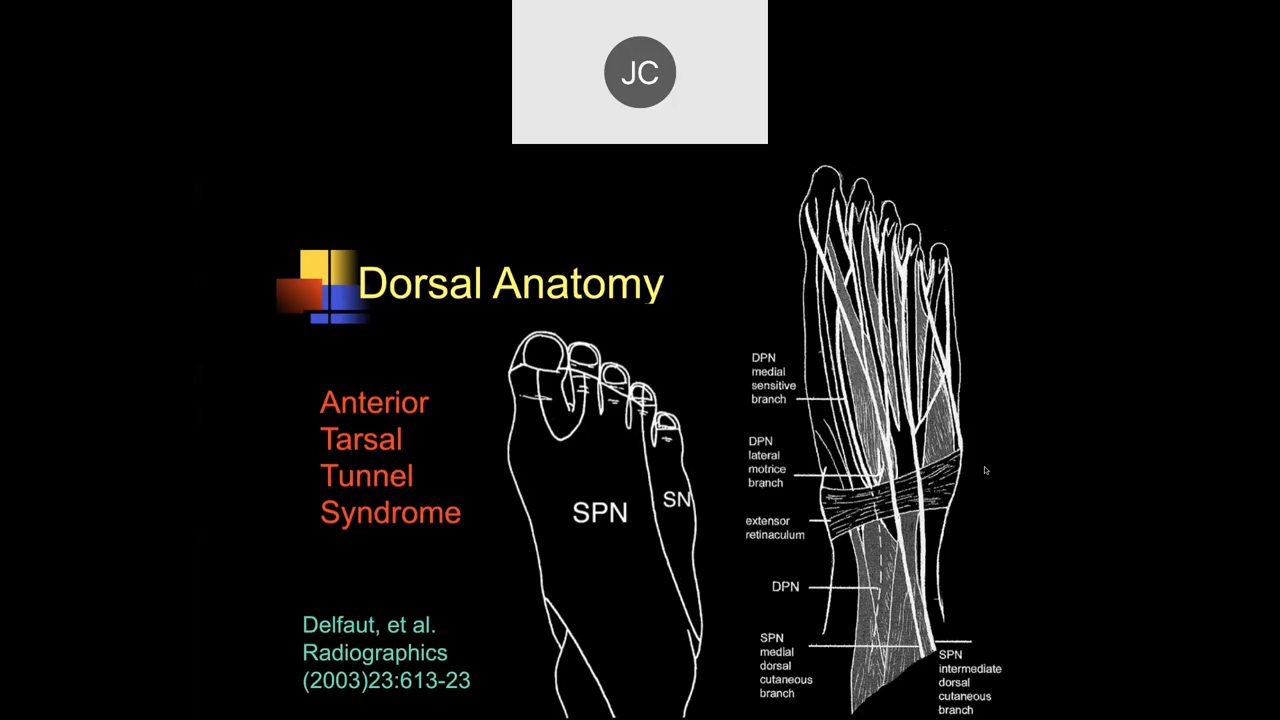 JC
Dorsal Anatomy
Anterior
Tarsal
Tunnel
Syndrome
Delfaut, et al.
Radiographics
(2003)23:613-23
SPN
SN
DPN
medial
sensitive
branch
DPN
lateral
motrice
branch
extensor
retinaculum
DPN
SPN
medial
dorsal
cutaneous
branch
SPN
intermediate
dorsal
cutaneous
branch